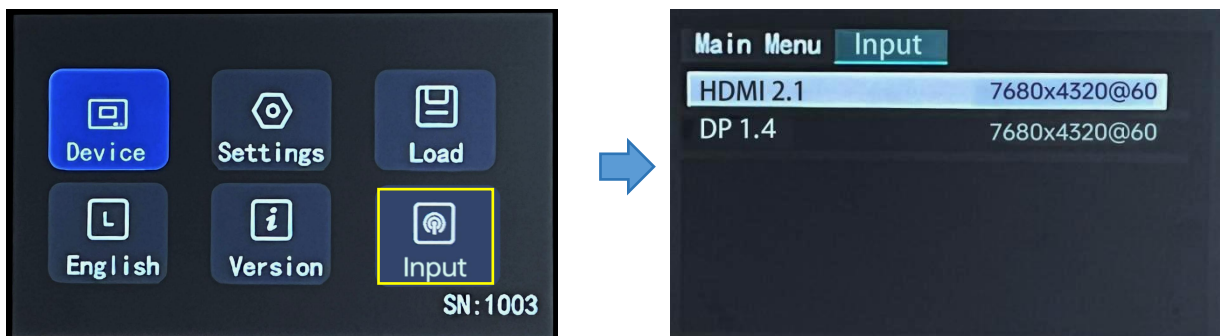 Device Settings Load
L
English Version Input
SN:1003
Main Menu Input
HDMI 2.1 7680x4320@60
DP 1.4 7680x4320@60